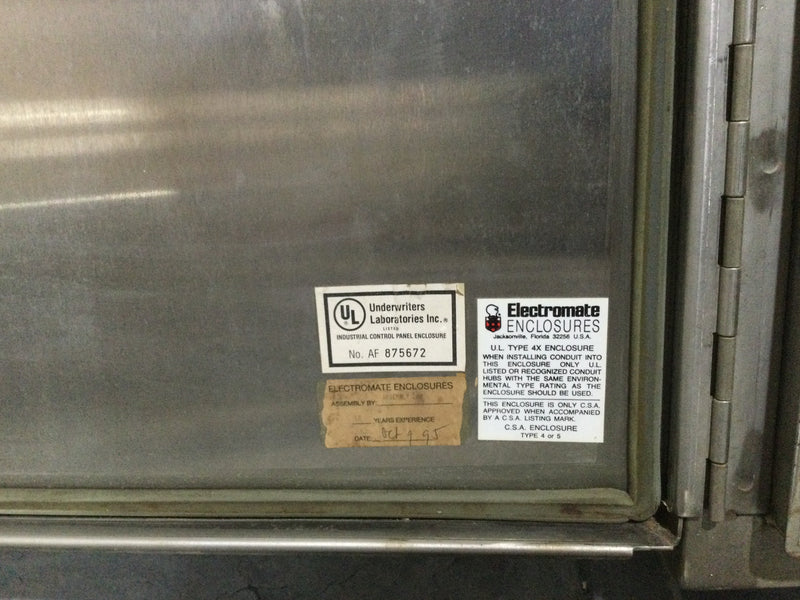 UL
Underwriters
Laboratories Inc.®
LISTED
INDUSTRIAL CONTROL PANEL ENCLOSURE
No. AF 875672
ELECTROMATE ENCLOSURES
ASSEMBLY BY:
YEARS EXPERIENCE
DATE Oct 9 95
Electromate
ENCLOSURES
Jacksonville, Florida 32256 U.S.A.
U.L. TYPE 4X ENCLOSURE
WHEN INSTALLING CONDUIT INTO
THIS ENCLOSURE ONLY U.L.
LISTED OR RECOGNIZED CONDUIT
HUBS WITH THE SAME ENVIRON-
MENTAL TYPE RATING AS THE
ENCLOSURE SHOULD BE USED.
THIS ENCLOSURE IS ONLY C.S.A.
APPROVED WHEN ACCOMPANIED
BY A C.S.A. LISTING MARK.
C.S.A. ENCLOSURE
TYPE 4 or 5